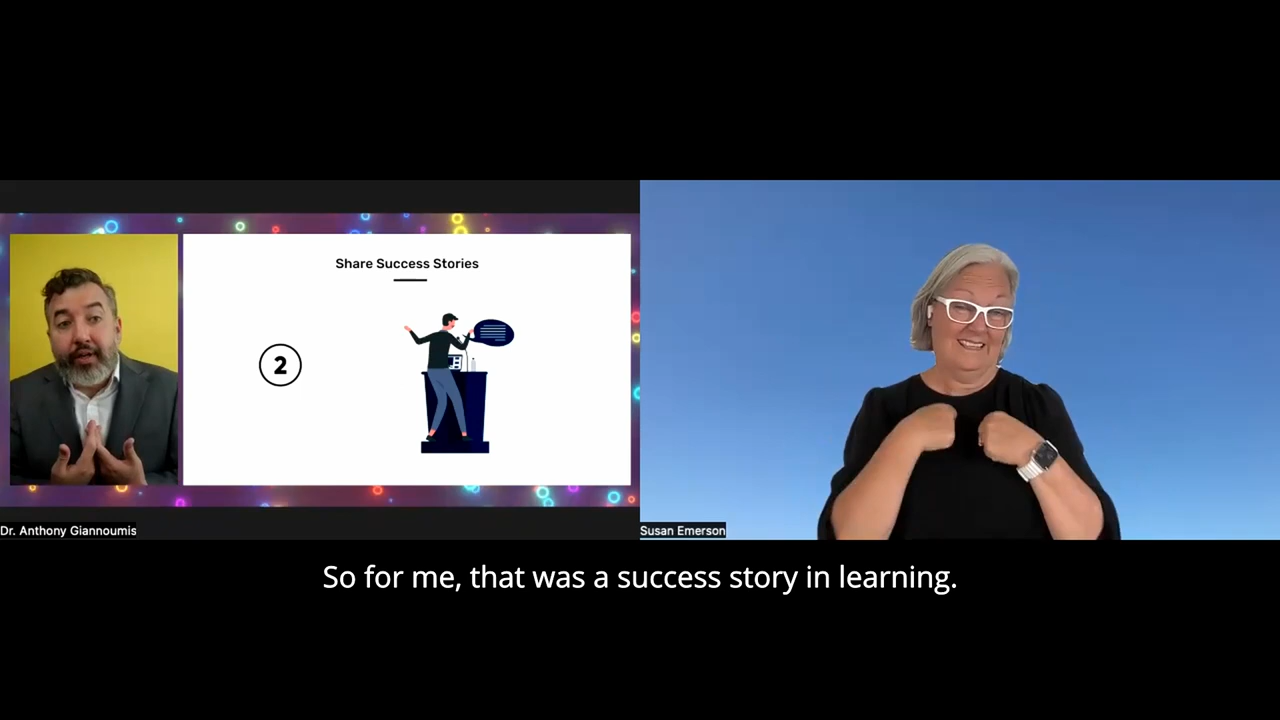 Share Success Stories
2
Dr. Anthony Giannoumis
Susan Emerson
So for me, that was a success story in learning.